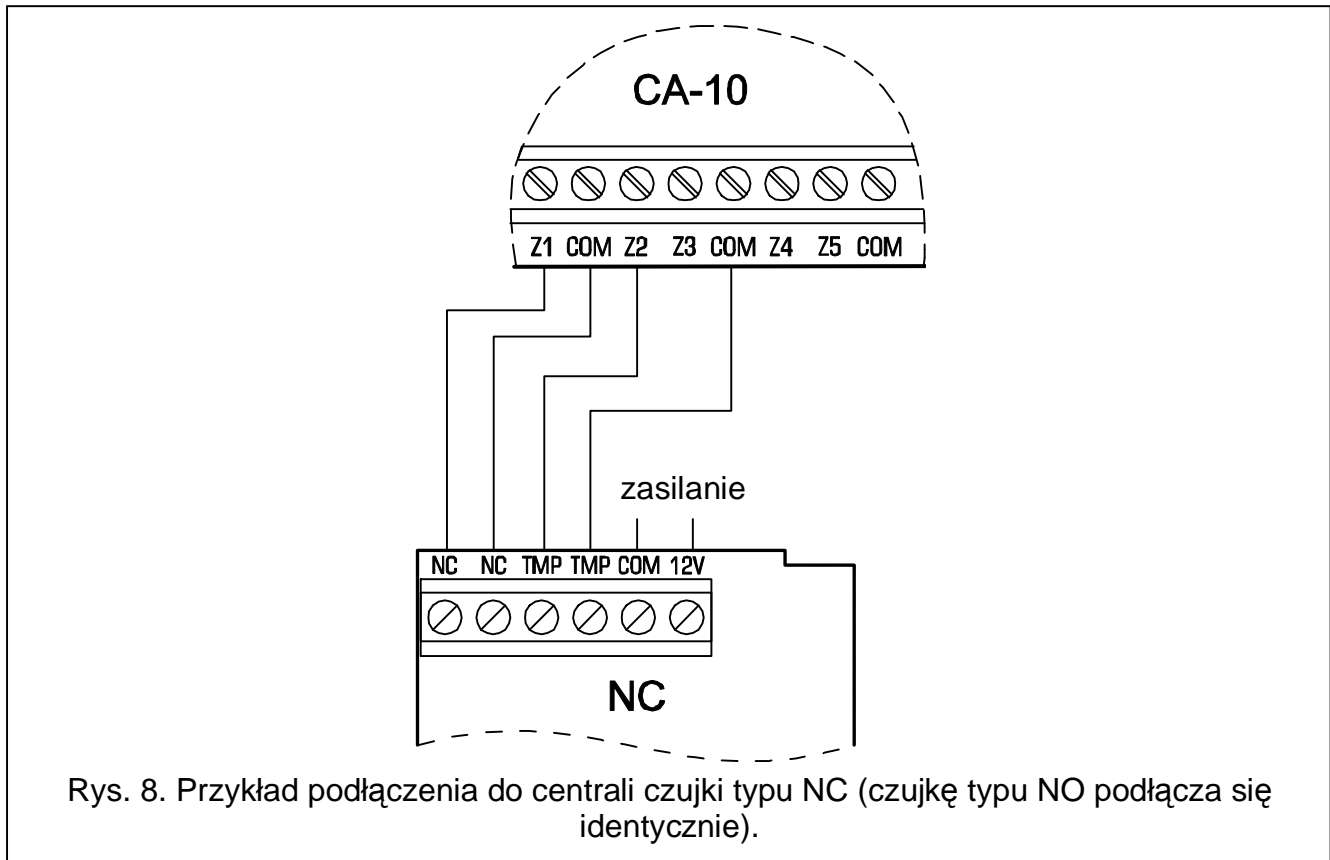 CA-10
Z1 COM Z2 Z3 COM Z4 Z5 COM
zasilanie
NC NC TMP TMP COM 12V
NC
Rys. 8. Przykład podłączenia do centrali czujki typu NC (czujkę typu NO podłącza się
identycznie).